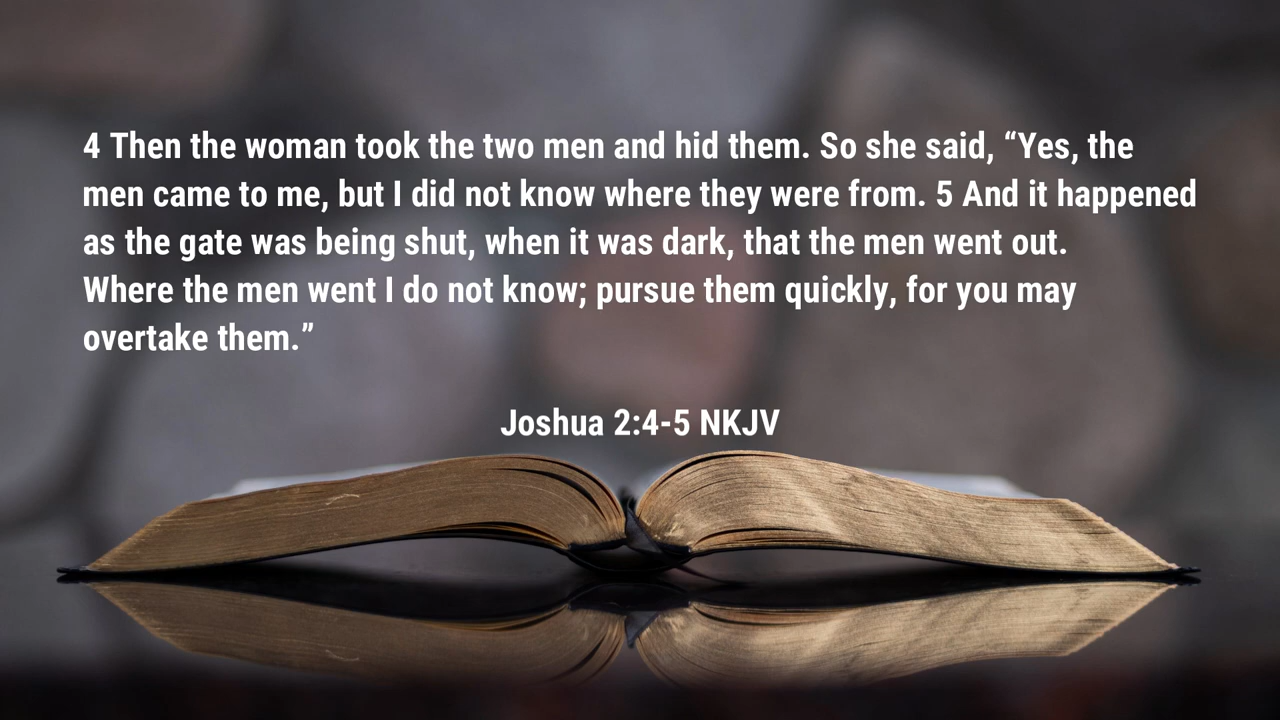 4 Then the woman took the two men and hid them. So she said, “Yes, the
men came to me, but I did not know where they were from. 5 And it happened
as the gate was being shut, when it was dark, that the men went out.
Where the men went I do not know; pursue them quickly, for you may
overtake them.”
Joshua 2:4-5 NKJV